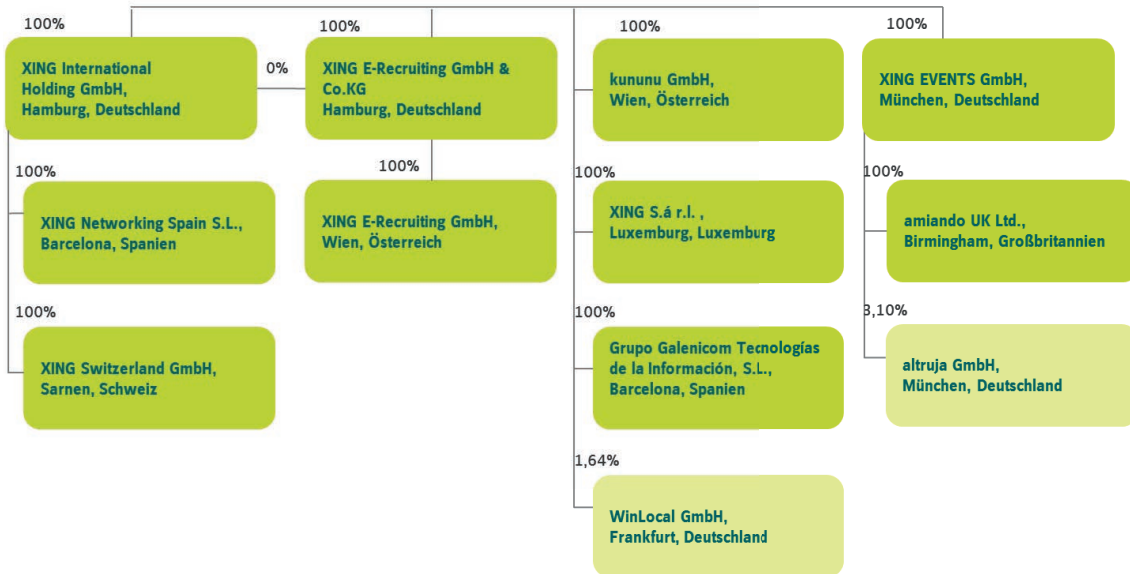 100%
XING International
Holding GmbH,
Hamburg, Deutschland
0%
100%
XING E-Recruiting GmbH &
Co.KG
Hamburg, Deutschland
100%
kununu GmbH,
Wien, Österreich
100%
XING EVENTS GmbH,
München, Deutschland
100%
XING Networking Spain S.L.,
Barcelona, Spanien
100%
XING E-Recruiting GmbH,
Wien, Österreich
100%
XING S.á r.l. ,
Luxemburg, Luxemburg
100%
amiando UK Ltd.,
Birmingham, Großbritannien
100%
XING Switzerland GmbH,
Sarnen, Schweiz
100%
Grupo Galenicom Tecnologías
de la Información, S.L.,
Barcelona, Spanien
3,10%
altruja GmbH,
München, Deutschland
1,64%
WinLocal GmbH,
Frankfurt, Deutschland